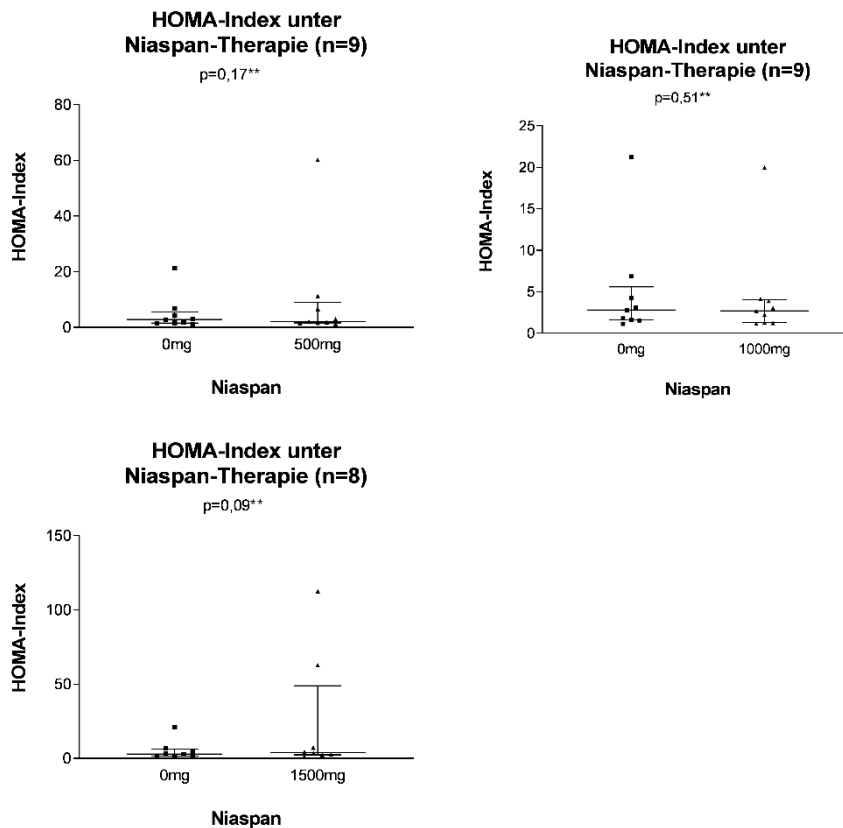 HOMA-Index unter
Niaspan-Therapie (n=9)
p=0,17**
80
60
40
20
0
HOMA-Index
0mg
500mg
Niaspan
HOMA-Index unter
Niaspan-Therapie (n=9)
p=0,51**
25
20
15
10
5
0
HOMA-Index
0mg
1000mg
Niaspan
HOMA-Index unter
Niaspan-Therapie (n=8)
p=0,09**
150
100
50
0
HOMA-Index
0mg
1500mg
Niaspan